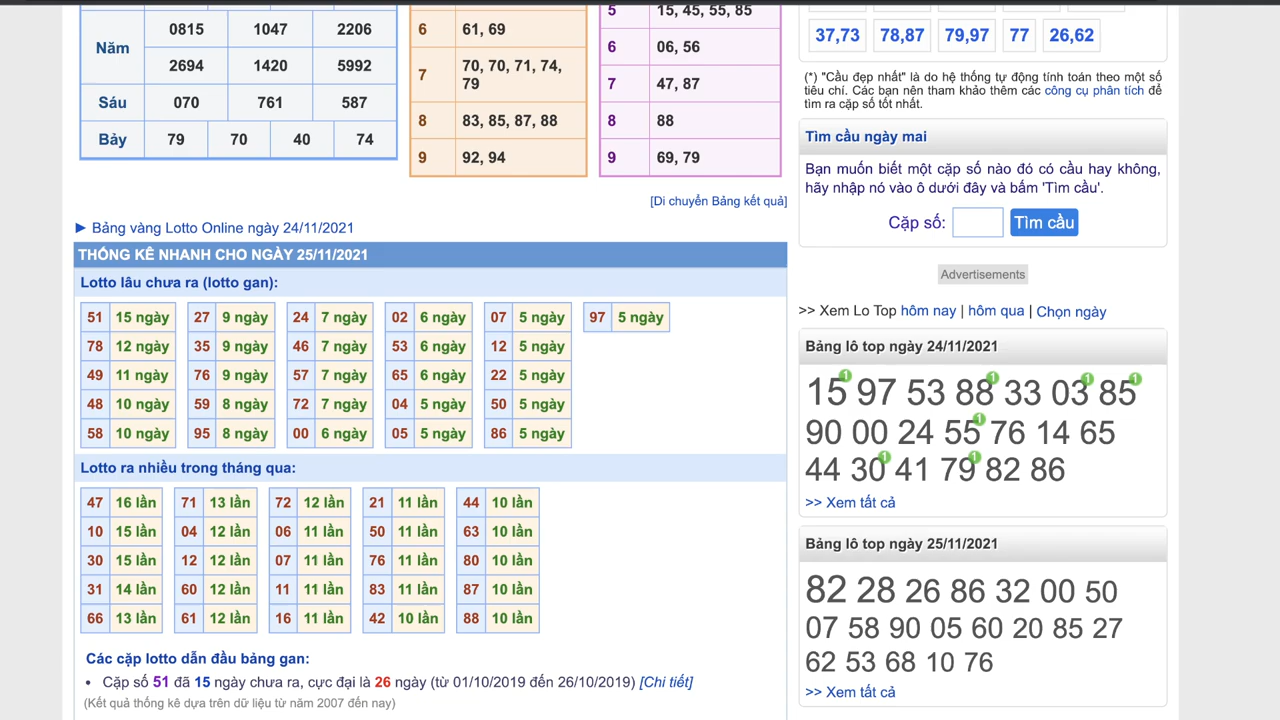 Năm 0815 1047 2206
2694 1420 5992
Sáu 070 761 587
Bảy 79 70 40 74
6 61, 69
7 70, 70, 71, 74, 79
8 83, 85, 87, 88
9 92, 94
5 15, 45, 55, 85
6 06, 56
7 47, 87
8 88
9 69, 79
[Di chuyển Bảng kết quả]
► Bảng vàng Lotto Online ngày 24/11/2021
THỐNG KÊ NHANH CHO NGÀY 25/11/2021
Lotto lâu chưa ra (lotto gan):
51 15 ngày 27 9 ngày 24 7 ngày 02 6 ngày 07 5 ngày 97 5 ngày
78 12 ngày 35 9 ngày 46 7 ngày 53 6 ngày 12 5 ngày
49 11 ngày 76 9 ngày 57 7 ngày 65 6 ngày 22 5 ngày
48 10 ngày 59 8 ngày 72 7 ngày 04 5 ngày 50 5 ngày
58 10 ngày 95 8 ngày 00 6 ngày 05 5 ngày 86 5 ngày
Lotto ra nhiều trong tháng qua:
47 16 lần 71 13 lần 72 12 lần 21 11 lần 44 10 lần
10 15 lần 04 12 lần 06 11 lần 50 11 lần 63 10 lần
30 15 lần 12 12 lần 07 11 lần 76 11 lần 80 10 lần
31 14 lần 60 12 lần 11 11 lần 83 11 lần 87 10 lần
66 13 lần 61 12 lần 16 11 lần 42 10 lần 88 10 lần
Các cặp lotto dẫn đầu bảng gan:
• Cặp số 51 đã 15 ngày chưa ra, cực đại là 26 ngày (từ 01/10/2019 đến 26/10/2019) [Chi tiết]
(Kết quả thống kê dựa trên dữ liệu từ năm 2007 đến nay)
37,73 78,87 79,97 77 26,62
(*) "Cầu đẹp nhất" là do hệ thống tự động tính toán theo một số
tiêu chí. Các bạn nên tham khảo thêm các công cụ phân tích để
tìm ra cặp số tốt nhất.
Tìm cầu ngày mai
Bạn muốn biết một cặp số nào đó có cầu hay không,
hãy nhập nó vào ô dưới đây và bấm 'Tìm cầu'.
Cặp số: Tìm cầu
Advertisements
>> Xem Lo Top hôm nay | hôm qua | Chọn ngày
Bảng lô top ngày 24/11/2021
15 1 97 53 88 1 33 03 1 85 1
90 00 24 55 1 76 14 65
44 30 1 41 79 1 82 86
>> Xem tất cả
Bảng lô top ngày 25/11/2021
82 28 26 86 32 00 50
07 58 90 05 60 20 85 27
62 53 68 10 76
>> Xem tất cả